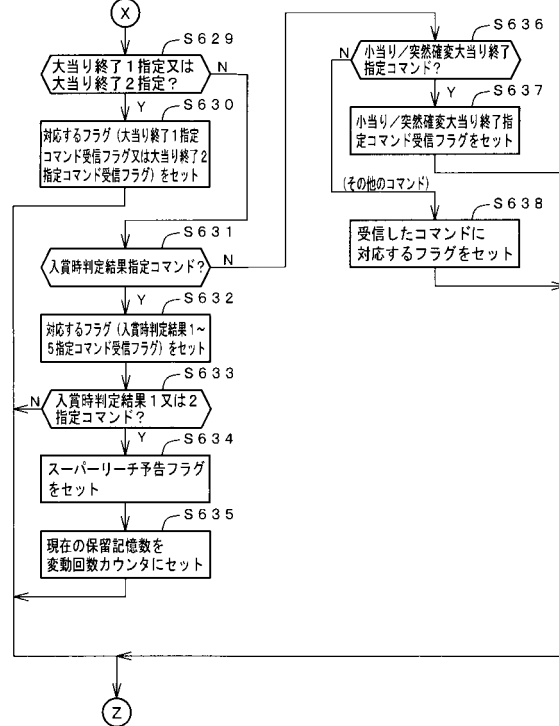 X
S629
大当り終了1指定又は
大当り終了2指定?
N
Y
S630
対応するフラグ(大当り終了1指定
コマンド受信フラグ又は大当り終了2
指定コマンド受信フラグ)をセット
S631
入賞時判定結果指定コマンド?
N
Y
S632
対応するフラグ(入賞時判定結果1~
5指定コマンド受信フラグ)をセット
S633
N
入賞時判定結果1又は2
指定コマンド?
Y
S634
スーパーリーチ予告フラグ
をセット
S635
現在の保留記憶数を
変動回数カウンタにセット
Z
S636
N
小当り/突然確変大当り終了
指定コマンド?
Y
S637
小当り/突然確変大当り終了指
定コマンド受信フラグをセット
(その他のコマンド)
S638
受信したコマンドに
対応するフラグをセット